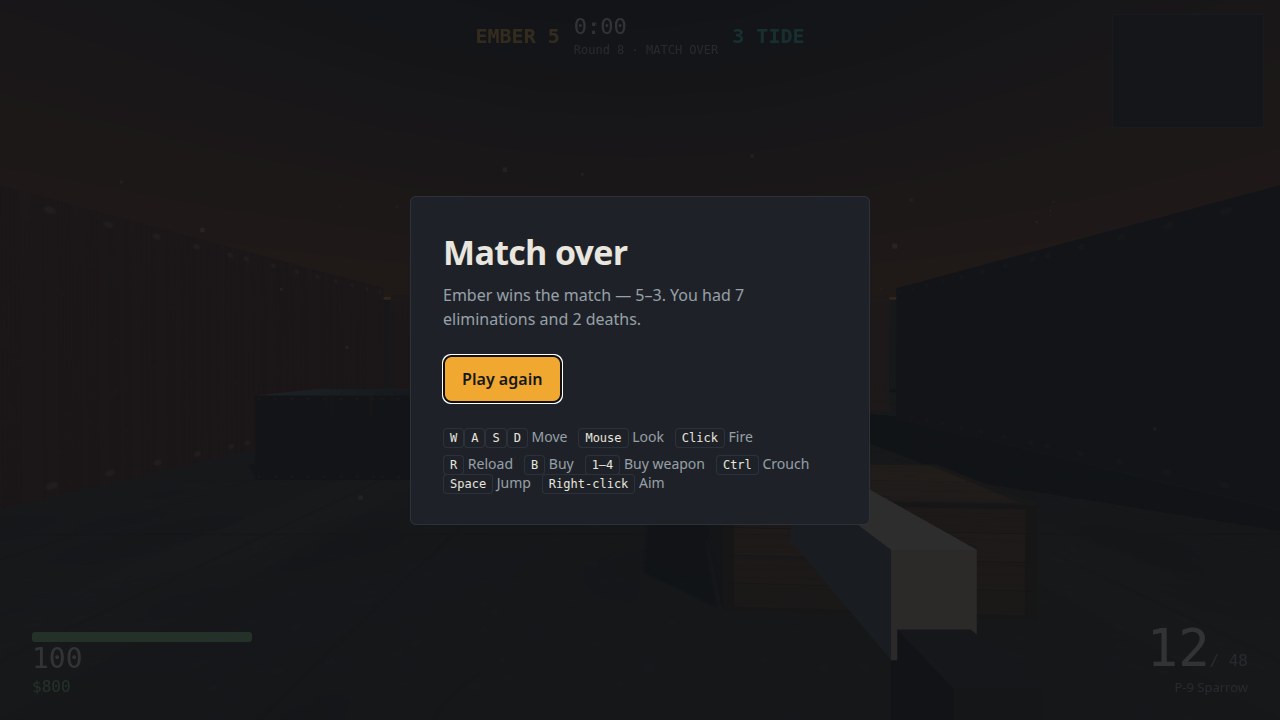 EMBER 5 0:00 3 TIDE
Round 8 · MATCH OVER
Match over
Ember wins the match — 5–3. You had 7
eliminations and 2 deaths.
Play again
W A S D Move Mouse Look Click Fire
R Reload B Buy 1–4 Buy weapon Ctrl Crouch
Space Jump Right-click Aim
100
$800
12 / 48
P-9 Sparrow